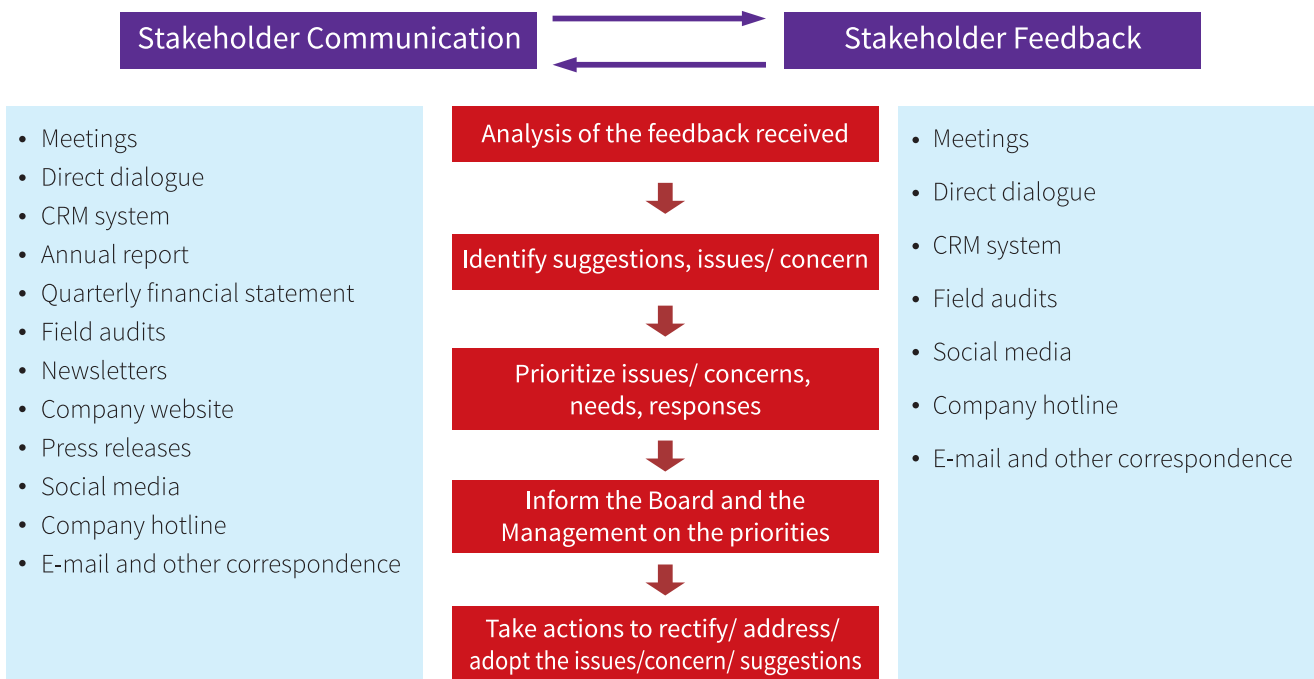 Stakeholder Communication
Stakeholder Feedback
• Meetings
• Direct dialogue
• CRM system
• Annual report
• Quarterly financial statement
• Field audits
• Newsletters
• Company website
• Press releases
• Social media
• Company hotline
• E-mail and other correspondence
Analysis of the feedback received
Identify suggestions, issues/ concern
Prioritize issues/ concerns,
needs, responses
Inform the Board and the
Management on the priorities
Take actions to rectify/ address/
adopt the issues/concern/ suggestions
• Meetings
• Direct dialogue
• CRM system
• Field audits
• Social media
• Company hotline
• E-mail and other correspondence